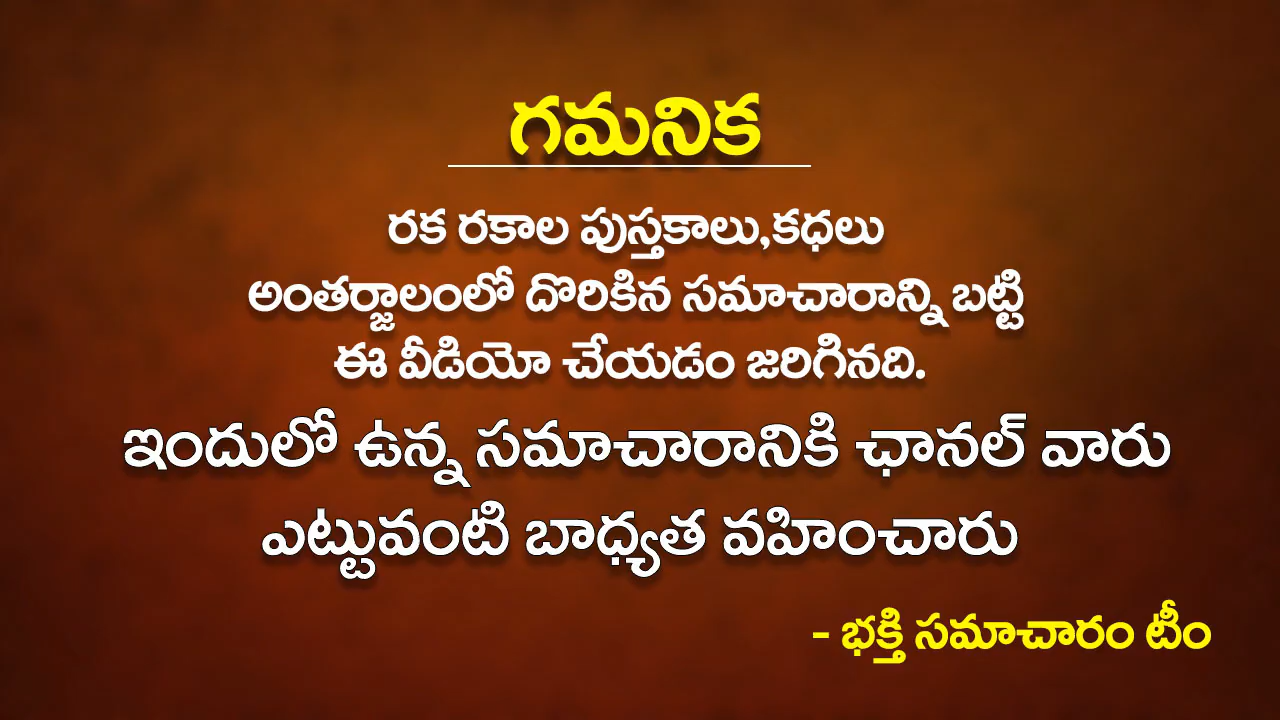 గమనిక
రక రకాల పుస్తకాలు,కధలు
అంతర్జాలంలో దొరికిన సమాచారాన్ని బట్టి
ఈ వీడియో చేయడం జరిగినది.
ఇందులో ఉన్న సమాచారానికి ఛానల్ వారు
ఎట్టువంటి బాధ్యత వహించారు
- భక్తి సమాచారం టీం